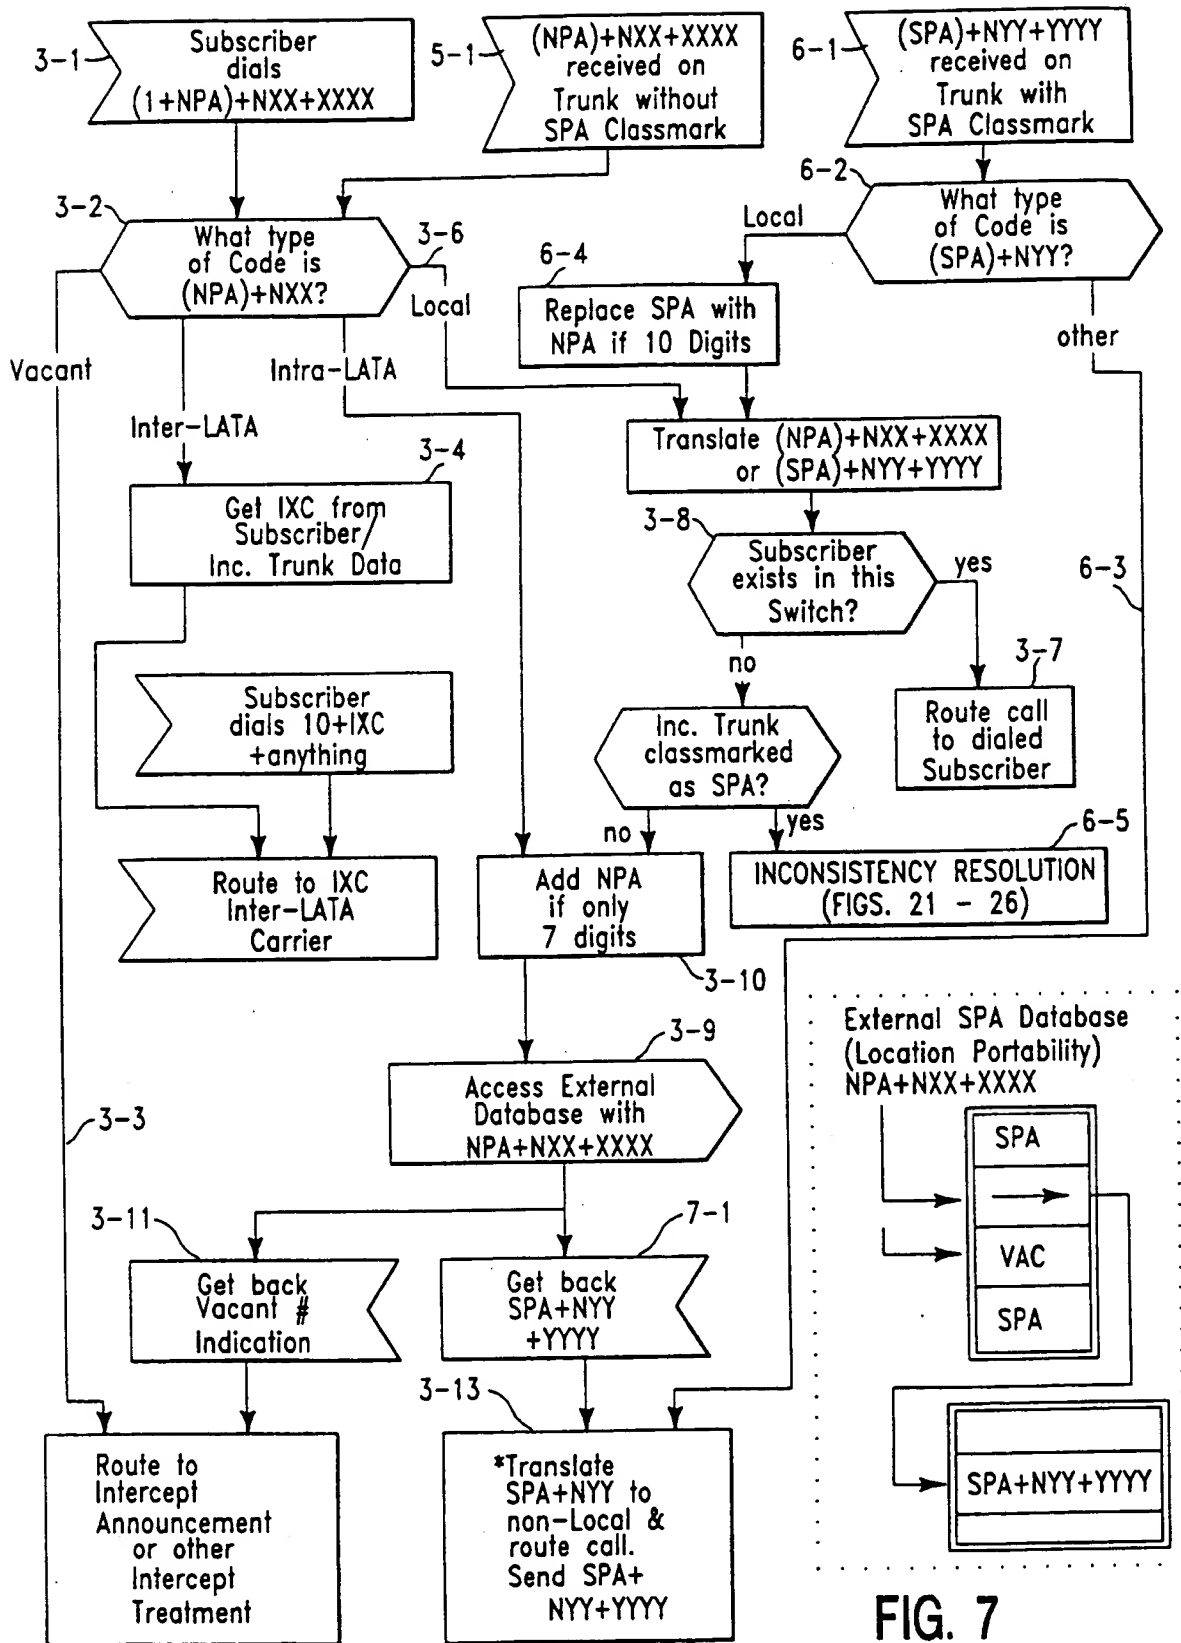 3-1
Subscriber
dials
(1+NPA)+NXX+XXXX
5-1
(NPA)+NXX+XXXX
received on
Trunk without
SPA Classmark
6-1
(SPA)+NYY+YYYY
received on
Trunk with
SPA Classmark
3-2
What type
of Code is
(NPA)+NXX?
3-6
Local
Vacant
Inter-LATA
Intra-LATA
6-2
What type
of Code is
(SPA)+NYY?
Local
other
6-4
Replace SPA with
NPA if 10 Digits
Translate (NPA)+NXX+XXXX
or (SPA)+NYY+YYYY
3-4
Get IXC from
Subscriber/
Inc. Trunk Data
3-8
Subscriber
exists in this
Switch?
yes
no
6-3
3-7
Route call
to dialed
Subscriber
Subscriber
dials 10+IXC
+anything
Inc. Trunk
classmarked
as SPA?
no
yes
6-5
INCONSISTENCY RESOLUTION
(FIGS. 21 - 26)
Route to IXC
Inter-LATA
Carrier
Add NPA
if only
7 digits
3-10
3-9
Access External
Database with
NPA+NXX+XXXX
3-3
3-11
Get back
Vacant #
Indication
7-1
Get back
SPA+NYY
+YYYY
3-13
Route to
Intercept
Announcement
or other
Intercept
Treatment
*Translate
SPA+NYY to
non-Local &
route call.
Send SPA+
NYY+YYYY
External SPA Database
(Location Portability)
NPA+NXX+XXXX
SPA
VAC
SPA
SPA+NYY+YYYY
FIG. 7